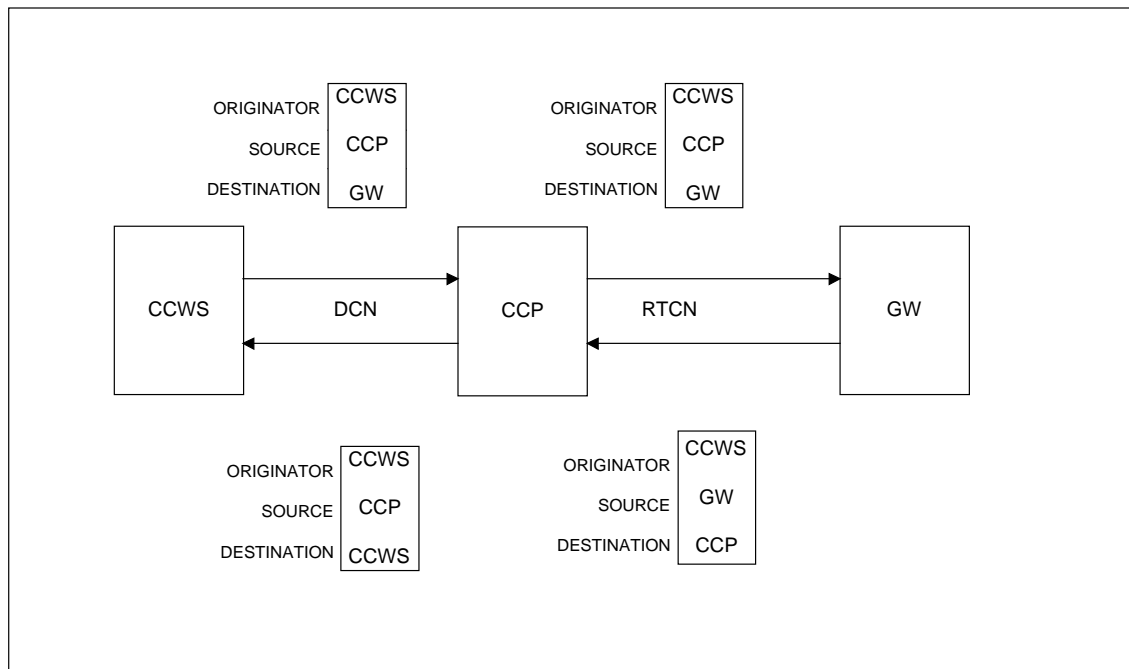 ORIGINATOR CCWS
SOURCE CCP
DESTINATION GW
ORIGINATOR CCWS
SOURCE CCP
DESTINATION GW
CCWS DCN CCP RTCN GW
ORIGINATOR CCWS
SOURCE CCP
DESTINATION CCWS
ORIGINATOR CCWS
SOURCE GW
DESTINATION CCP